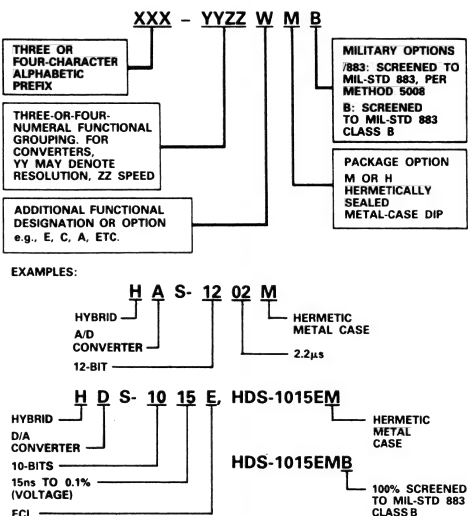 XXX – YYZZ W M B
THREE OR
FOUR-CHARACTER
ALPHABETIC
PREFIX
THREE-OR-FOUR-
NUMERAL FUNCTIONAL
GROUPING. FOR
CONVERTERS,
YY MAY DENOTE
RESOLUTION, ZZ SPEED
ADDITIONAL FUNCTIONAL
DESIGNATION OR OPTION
e.g., E, C, A, ETC.
MILITARY OPTIONS
/883: SCREENED TO
MIL-STD 883, PER
METHOD 5008
B: SCREENED
TO MIL-STD 883
CLASS B
PACKAGE OPTION
M OR H
HERMETICALLY
SEALED
METAL-CASE DIP
EXAMPLES:
H A S- 12 02 M
HYBRID
A/D
CONVERTER
12-BIT
HERMETIC
METAL CASE
2.2µs
H D S- 10 15 E, HDS-1015EM
HYBRID
D/A
CONVERTER
10-BITS
15ns TO 0.1%
(VOLTAGE)
ECL
HERMETIC
METAL
CASE
HDS-1015EMB
100% SCREENED
TO MIL-STD 883
CLASS B